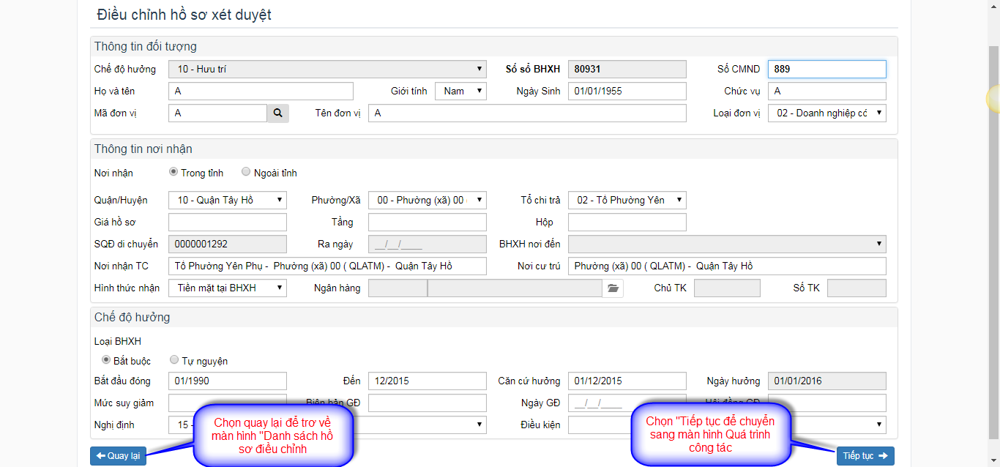 Điều chỉnh hồ sơ xét duyệt
Thông tin đối tượng
Chế độ hưởng 10 - Hưu trí Số sổ BHXH 80931 Số CMND 889
Họ và tên A Giới tính Nam Ngày Sinh 01/01/1955 Chức vụ A
Mã đơn vị A Tên đơn vị A Loại đơn vị 02 - Doanh nghiệp có
Thông tin nơi nhận
Nơi nhận Trong tỉnh Ngoài tỉnh
Quận/Huyện 10 - Quận Tây Hồ Phường/Xã 00 - Phường (xã) 00 Tổ chi trả 02 - Tổ Phường Yên
Giá hồ sơ Tầng Hộp
SQĐ di chuyển 0000001292 Ra ngày __/__/____ BHXH nơi đến
Nơi nhận TC Tổ Phường Yên Phụ - Phường (xã) 00 ( QLATM) - Quận Tây Hồ Nơi cư trú Phường (xã) 00 ( QLATM) - Quận Tây Hồ
Hình thức nhận Tiền mặt tại BHXH Ngân hàng Chủ TK Số TK
Chế độ hưởng
Loại BHXH
Bắt buộc Tự nguyện
Bắt đầu đóng 01/1990 Đến 12/2015 Căn cứ hưởng 01/12/2015 Ngày hưởng 01/01/2016
Mức suy giảm Biên bản GĐ Ngày GĐ __/__/____ Hội đồng GĐ
Nghị định 15 - Điều kiện
Chọn quay lại để trơ về
màn hình "Danh sách hồ
sơ điều chỉnh
Chọn "Tiếp tục để chuyển
sang màn hình Quá trình
công tác
Quay lại Tiếp tục